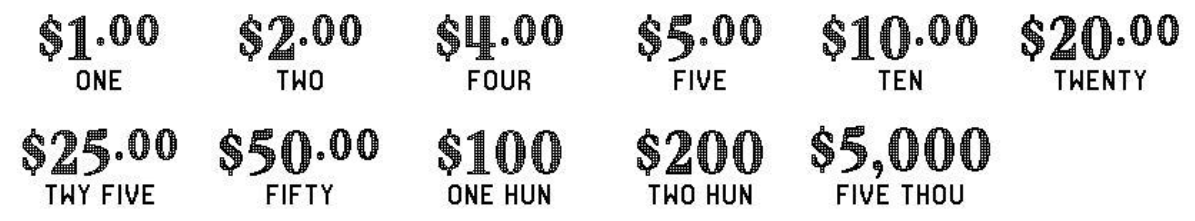 $1.00 $2.00 $4.00 $5.00 $10.00 $20.00
ONE TWO FOUR FIVE TEN TWENTY
$25.00 $50.00 $100 $200 $5,000
TWY FIVE FIFTY ONE HUN TWO HUN FIVE THOU